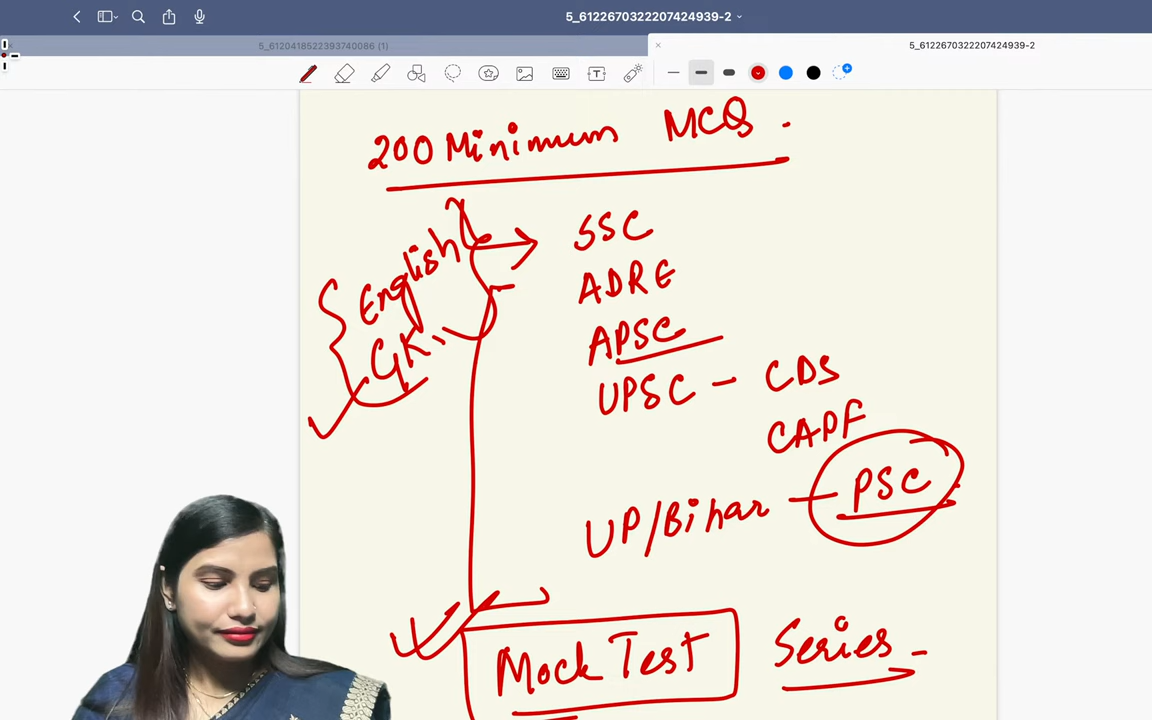 5_6122670322207424939-2
5_6120418522393740086 (1)
5_6122670322207424939-2
200 Minimum MCQs.
English
GK
SSC
ADRE
APSC
UPSC - CDS
CAPF
UP/Bihar - PSC
Mock Test Series -